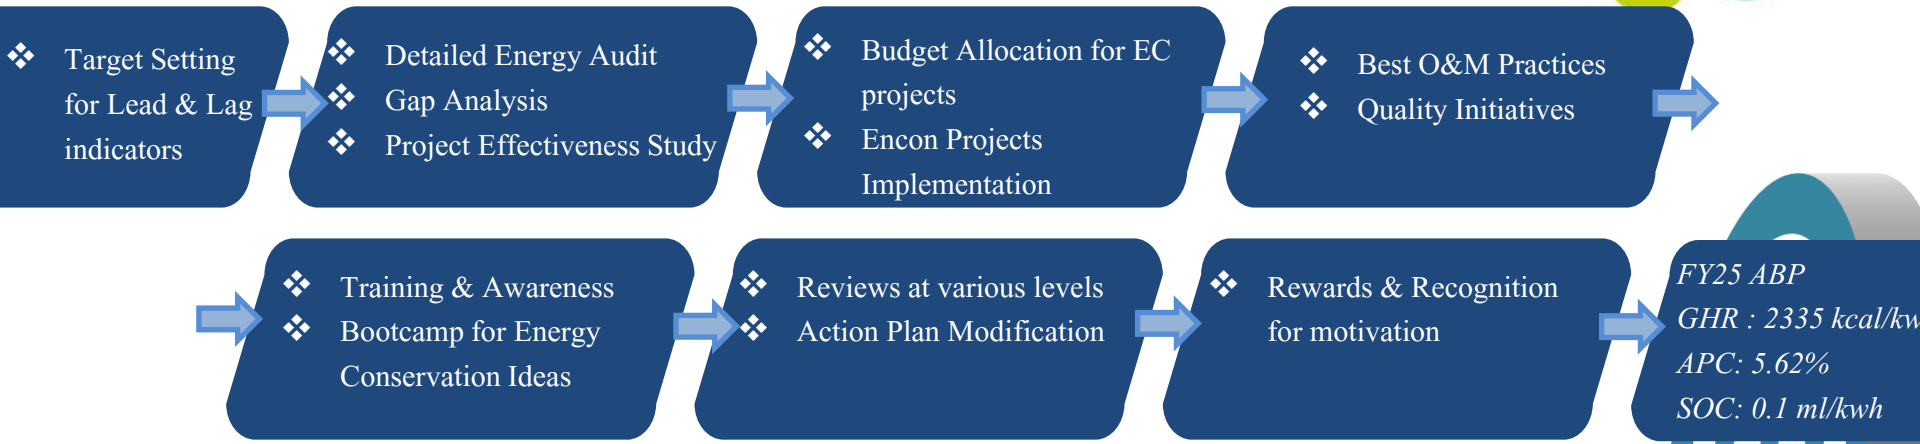 Target Setting
for Lead & Lag
indicators
Detailed Energy Audit
Gap Analysis
Project Effectiveness Study
Budget Allocation for EC
projects
Encon Projects
Implementation
Best O&M Practices
Quality Initiatives
Training & Awareness
Bootcamp for Energy
Conservation Ideas
Reviews at various levels
Action Plan Modification
Rewards & Recognition
for motivation
FY25 ABP
GHR : 2335 kcal/kw
APC: 5.62%
SOC: 0.1 ml/kwh